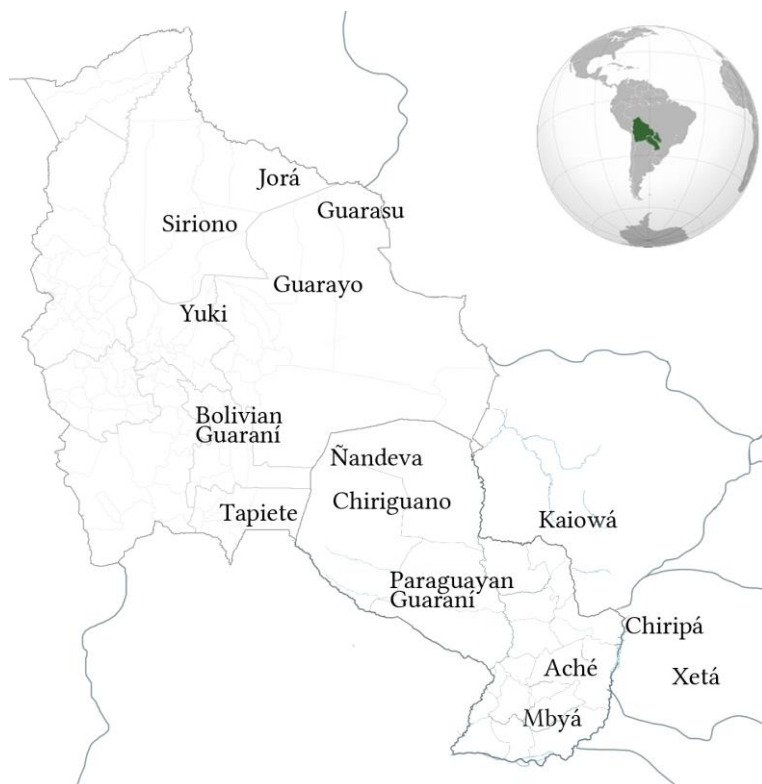 Jorá
Guarasu
Siriono
Guarayo
Yuki
Bolivian
Guaraní
Ñandeva
Chiriguano
Tapiete
Kaiowá
Paraguayan
Guaraní
Chiripá
Aché
Xetá
Mbyá